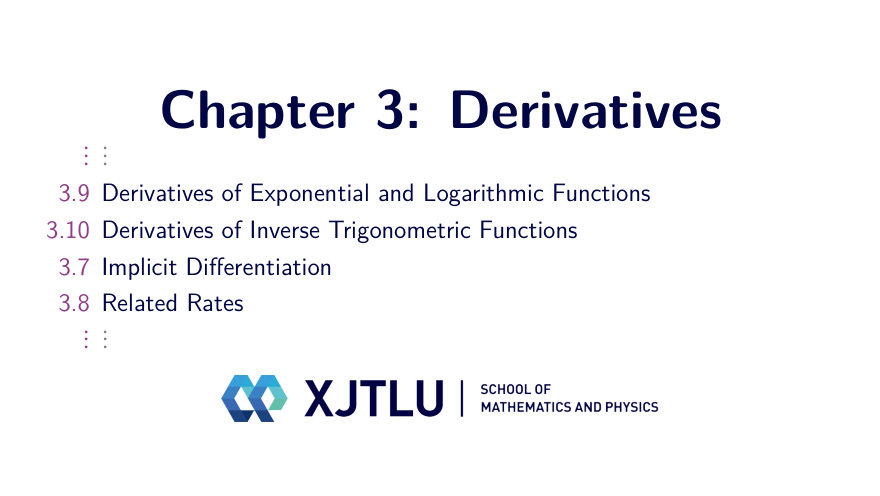 Chapter 3: Derivatives
⋮ ⋮
3.9 Derivatives of Exponential and Logarithmic Functions
3.10 Derivatives of Inverse Trigonometric Functions
3.7 Implicit Differentiation
3.8 Related Rates
⋮ ⋮
XJTLU | SCHOOL OF
MATHEMATICS AND PHYSICS